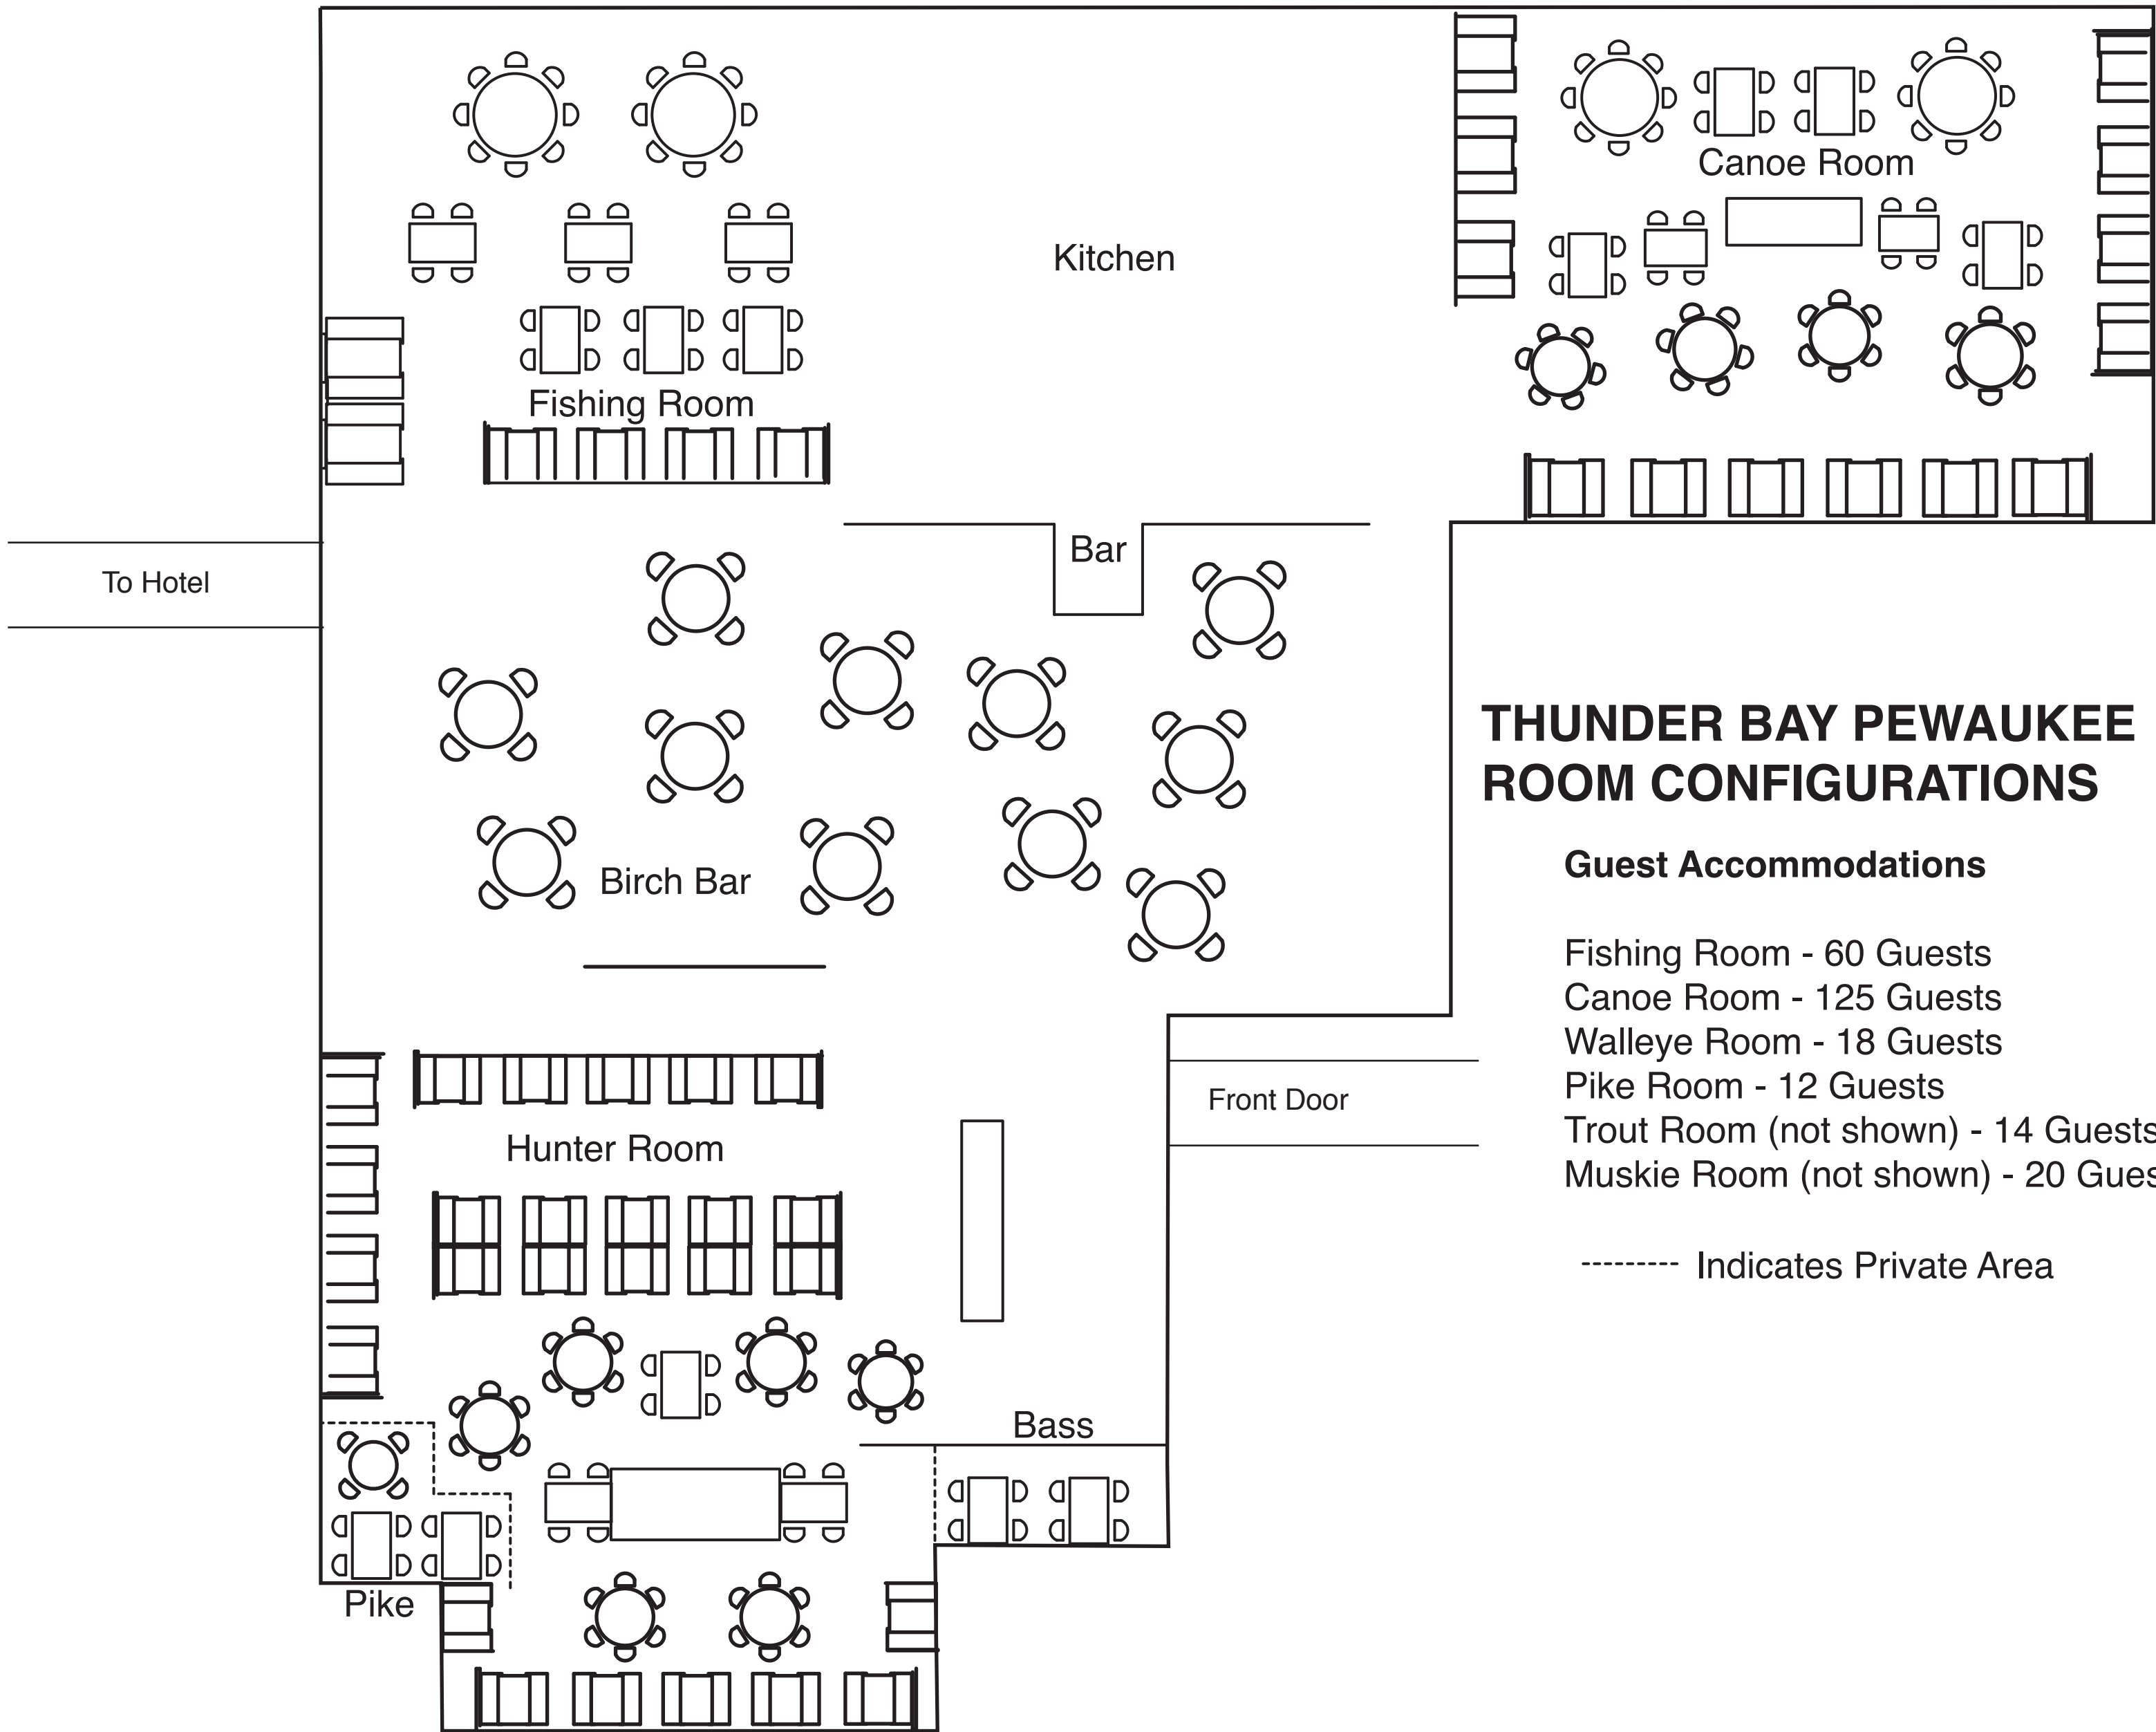 Canoe Room
Kitchen
Fishing Room
Bar
To Hotel
THUNDER BAY PEWAUKEE
ROOM CONFIGURATIONS
Guest Accommodations
Birch Bar
Fishing Room - 60 Guests
Canoe Room - 125 Guests
Walleye Room - 18 Guests
Pike Room - 12 Guests
Trout Room (not shown) - 14 Guests
Muskie Room (not shown) - 20 Gues
Front Door
Hunter Room
Indicates Private Area
Bass
Pike